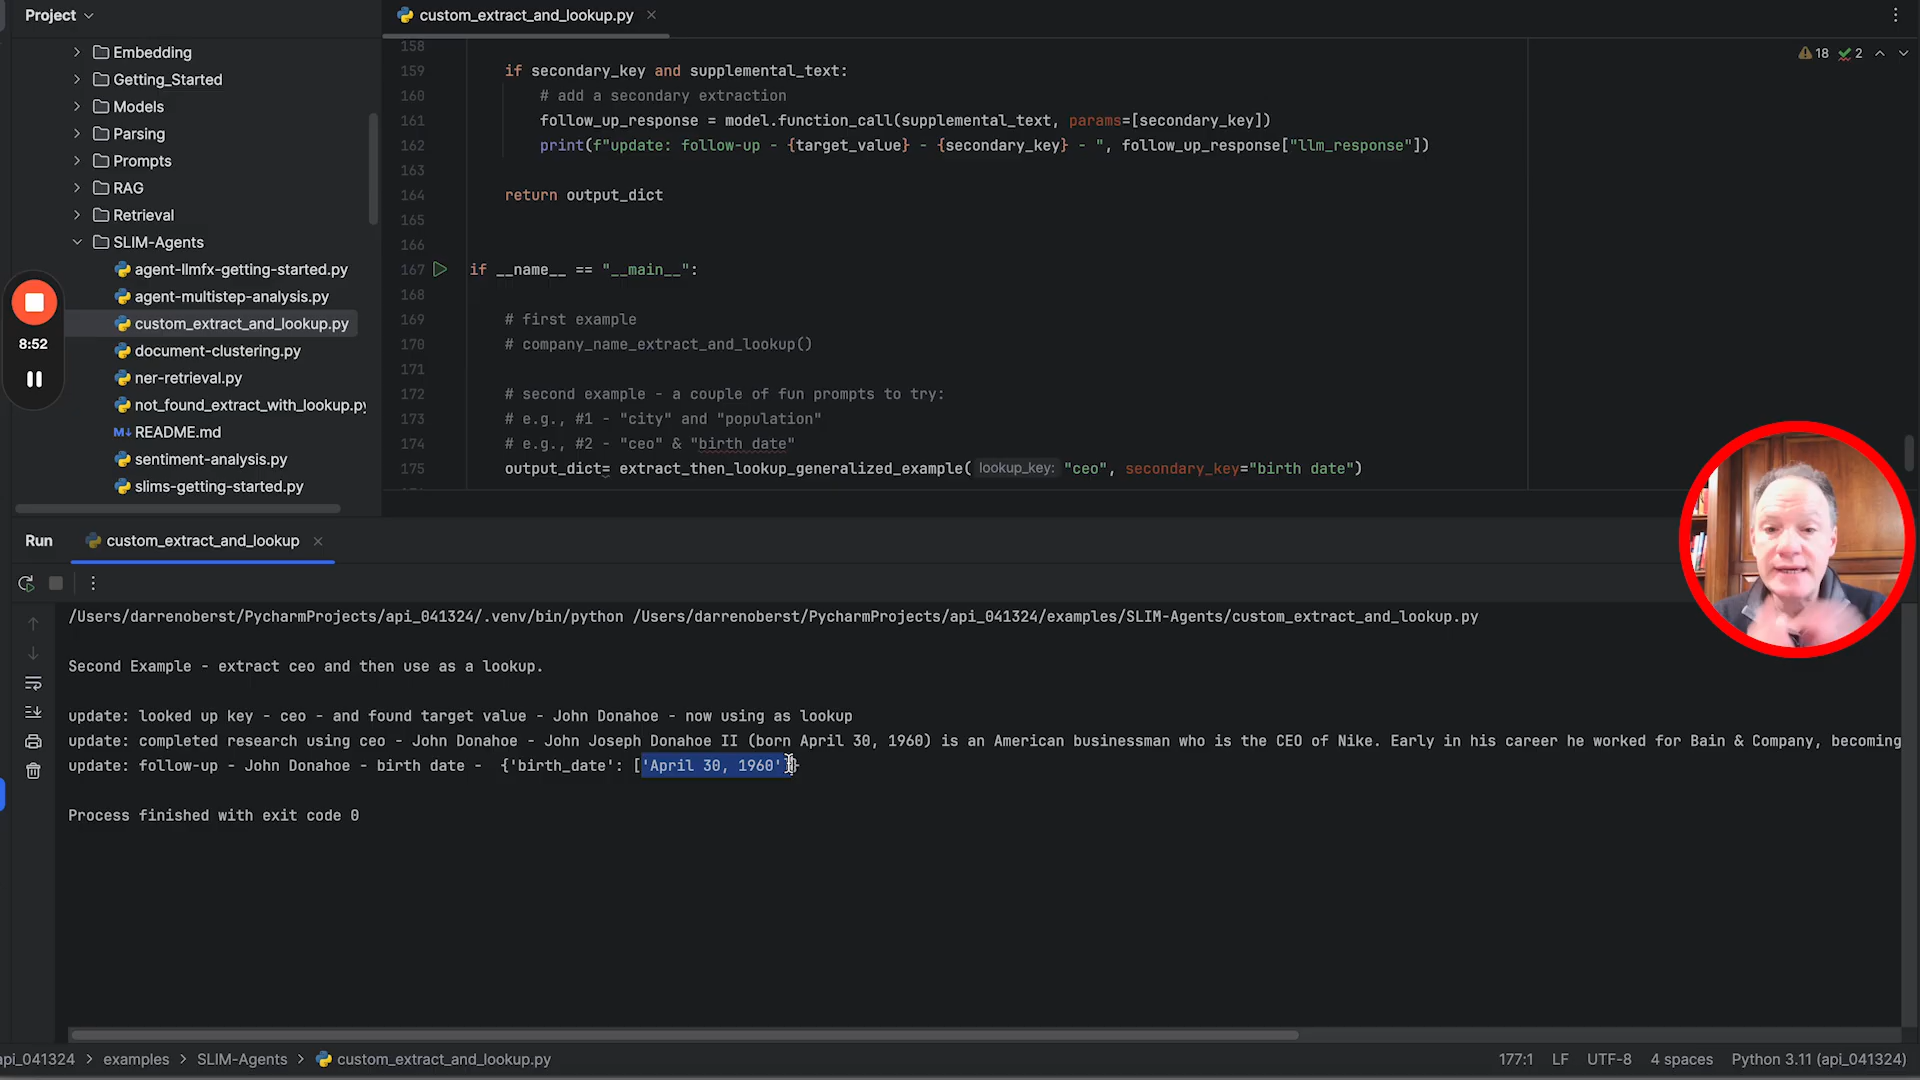 Project
custom_extract_and_lookup.py
Embedding
Getting_Started
Models
Parsing
Prompts
RAG
Retrieval
SLIM-Agents
agent-llmfx-getting-started.py
agent-multistep-analysis.py
custom_extract_and_lookup.py
document-clustering.py
ner-retrieval.py
not_found_extract_with_lookup.py
M↓ README.md
sentiment-analysis.py
slims-getting-started.py
8:52
18 2
158
159 if secondary_key and supplemental_text:
160 # add a secondary extraction
161 follow_up_response = model.function_call(supplemental_text, params=[secondary_key])
162 print(f"update: follow-up - {target_value} - {secondary_key} - ", follow_up_response["llm_response"])
163
164 return output_dict
165
166
167 if __name__ == "__main__":
168
169 # first example
170 # company_name_extract_and_lookup()
171
172 # second example - a couple of fun prompts to try:
173 # e.g., #1 - "city" and "population"
174 # e.g., #2 - "ceo" & "birth date"
175 output_dict= extract_then_lookup_generalized_example( lookup_key: "ceo", secondary_key="birth date")
Run custom_extract_and_lookup
/Users/darrenoberst/PycharmProjects/api_041324/.venv/bin/python /Users/darrenoberst/PycharmProjects/api_041324/examples/SLIM-Agents/custom_extract_and_lookup.py
Second Example - extract ceo and then use as a lookup.
update: looked up key - ceo - and found target value - John Donahoe - now using as lookup
update: completed research using ceo - John Donahoe - John Joseph Donahoe II (born April 30, 1960) is an American businessman who is the CEO of Nike. Early in his career he worked for Bain & Company, becoming
update: follow-up - John Donahoe - birth date -  {'birth_date': ['April 30, 1960']}
Process finished with exit code 0
api_041324 > examples > SLIM-Agents > custom_extract_and_lookup.py
177:1 LF UTF-8 4 spaces Python 3.11 (api_041324)